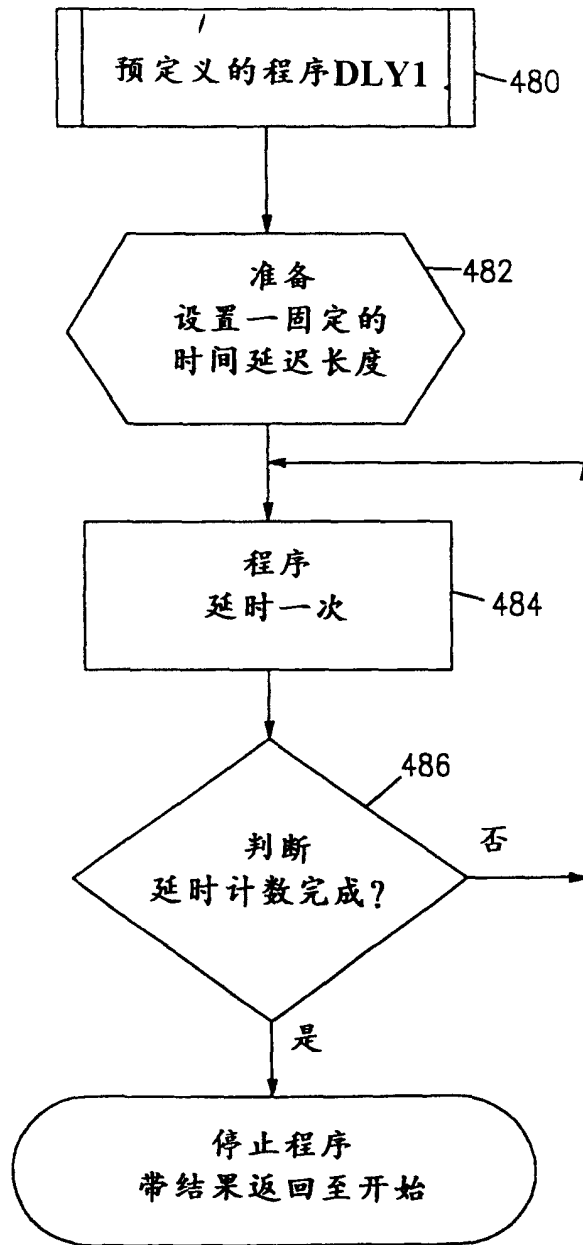 预定义的程序DLY1
480
准备
设置一固定的
时间延迟长度
482
程序
延时一次
484
486
判断
延时计数完成?
否
是
停止程序
带结果返回至开始